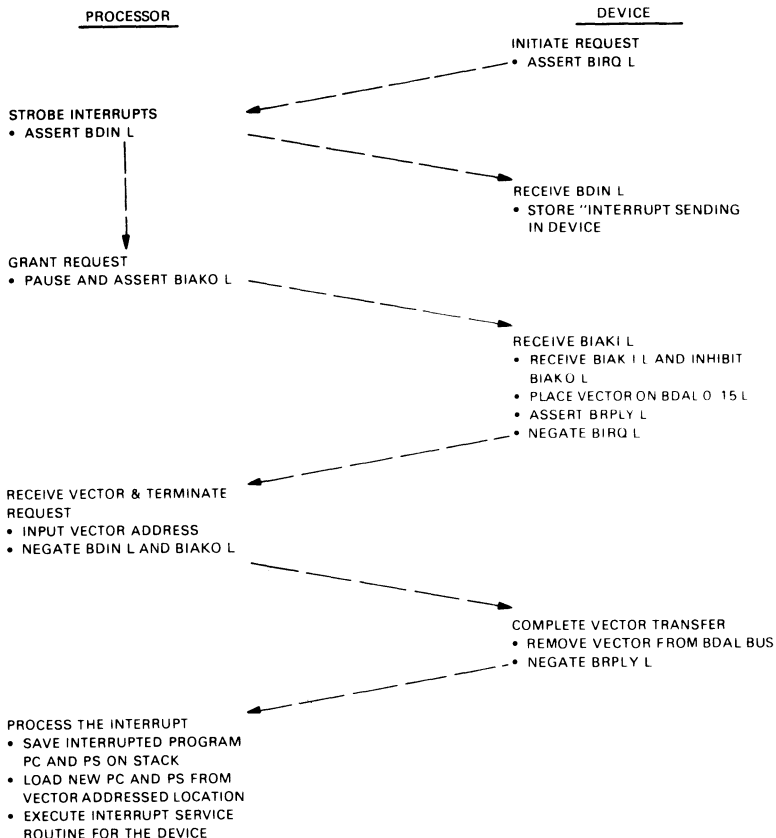 PROCESSOR
DEVICE
INITIATE REQUEST
• ASSERT BIRQ L
STROBE INTERRUPTS
• ASSERT BDIN L
RECEIVE BDIN L
• STORE "INTERRUPT SENDING
IN DEVICE
GRANT REQUEST
• PAUSE AND ASSERT BIAKO L
RECEIVE BIAKI L
• RECEIVE BIAK I L AND INHIBIT
BIAKO L
• PLACE VECTOR ON BDAL 0 15 L
• ASSERT BRPLY L
• NEGATE BIRQ L
RECEIVE VECTOR & TERMINATE
REQUEST
• INPUT VECTOR ADDRESS
• NEGATE BDIN L AND BIAKO L
COMPLETE VECTOR TRANSFER
• REMOVE VECTOR FROM BDAL BUS
• NEGATE BRPLY L
PROCESS THE INTERRUPT
• SAVE INTERRUPTED PROGRAM
PC AND PS ON STACK
• LOAD NEW PC AND PS FROM
VECTOR ADDRESSED LOCATION
• EXECUTE INTERRUPT SERVICE
ROUTINE FOR THE DEVICE